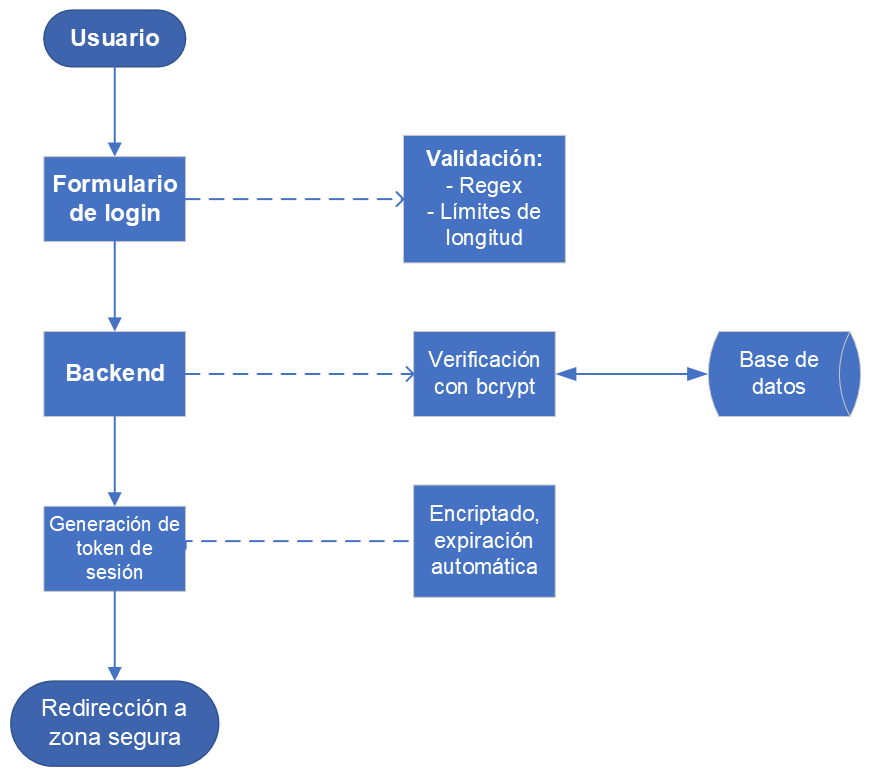 Usuario
Formulario
de login
Validación:
- Regex
- Límites de
longitud
Backend
Verificación
con bcrypt
Base de
datos
Generación de
token de
sesión
Encriptado,
expiración
automática
Redirección a
zona segura